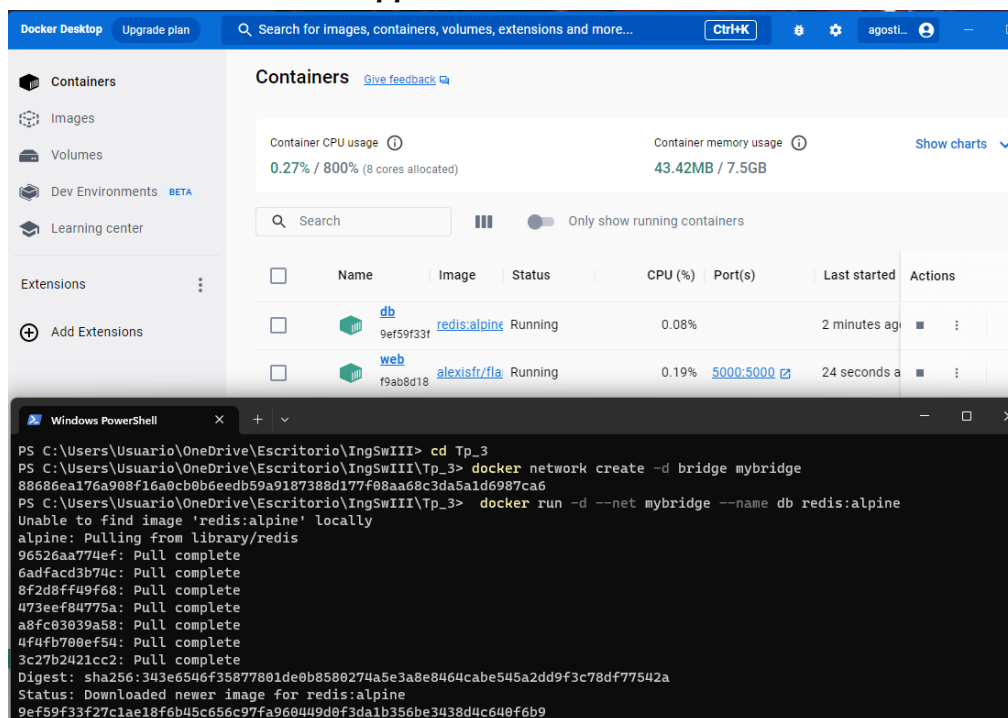 Docker Desktop Upgrade plan Search for images, containers, volumes, extensions and more... Ctrl+K agosti...
Containers
Images
Volumes
Dev Environments BETA
Learning center
Extensions
Add Extensions
Containers Give feedback
Container CPU usage
0.27% / 800% (8 cores allocated)
Container memory usage
43.42MB / 7.5GB
Show charts
Search
Only show running containers
Name Image Status CPU (%) Port(s) Last started Actions
db
9ef59f33f
redis:alpine Running 0.08% 2 minutes ag
web
f9ab8d18
alexisfr/fla Running 0.19% 5000:5000 24 seconds a
Windows PowerShell
PS C:\Users\Usuario\OneDrive\Escritorio\IngSwIII> cd Tp_3
PS C:\Users\Usuario\OneDrive\Escritorio\IngSwIII\Tp_3> docker network create -d bridge mybridge
88686ea176a908f16a0cb0b6eedb59a9187388d177f08aa68c3da5a1d6987ca6
PS C:\Users\Usuario\OneDrive\Escritorio\IngSwIII\Tp_3>  docker run -d --net mybridge --name db redis:alpine
Unable to find image 'redis:alpine' locally
alpine: Pulling from library/redis
96526aa774ef: Pull complete
6adfacd3b74c: Pull complete
8f2d8ff49f68: Pull complete
473eef84775a: Pull complete
a8fc03039a58: Pull complete
4f4fb700ef54: Pull complete
3c27b2421cc2: Pull complete
Digest: sha256:343e6546f35877801de0b8580274a5e3a8e8464cabe545a2dd9f3c78df77542a
Status: Downloaded newer image for redis:alpine
9ef59f33f27c1ae18f6b45c656c97fa960449d0f3da1b356be3438d4c640f6b9